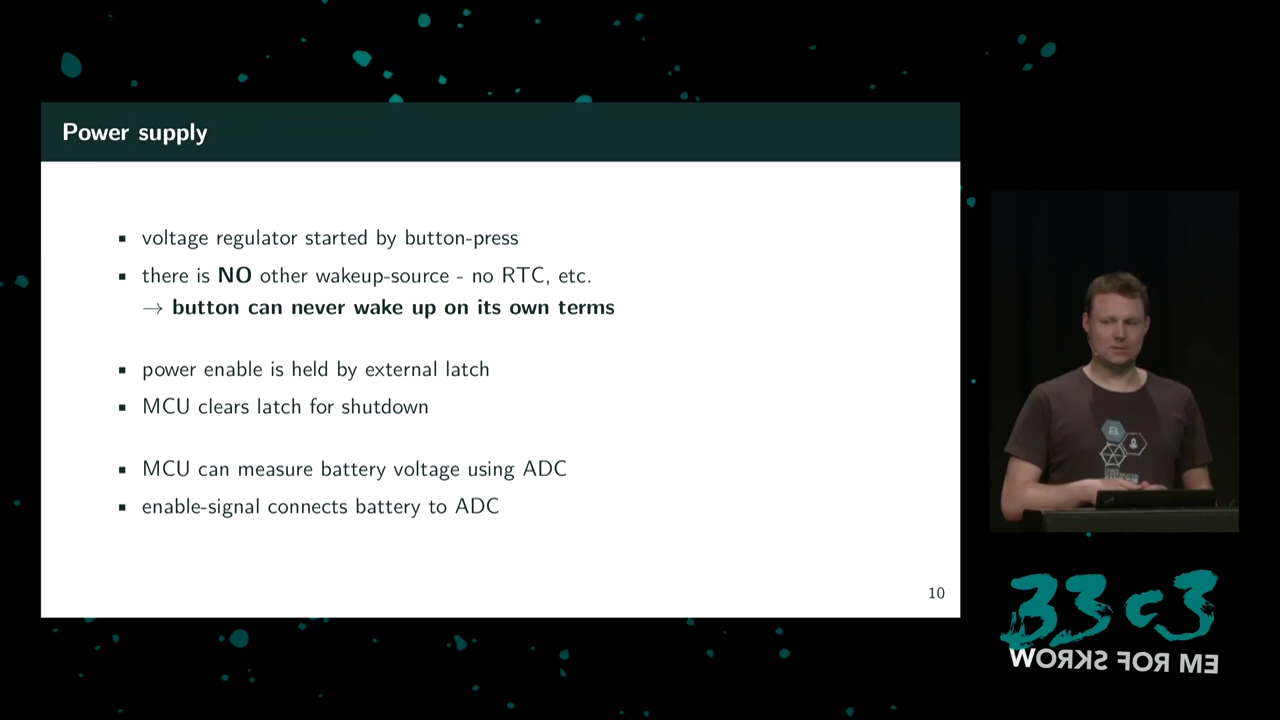 Power supply
▪ voltage regulator started by button-press
▪ there is NO other wakeup-source - no RTC, etc.
→ button can never wake up on its own terms
▪ power enable is held by external latch
▪ MCU clears latch for shutdown
▪ MCU can measure battery voltage using ADC
▪ enable-signal connects battery to ADC
10
33c3
WORKS FOR ME